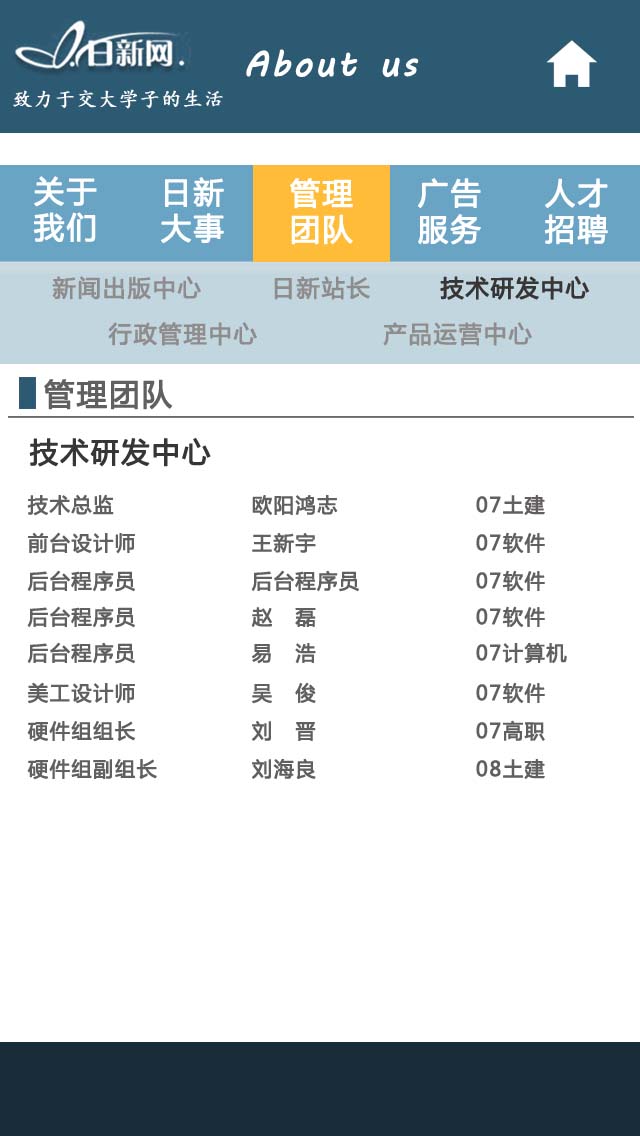 日新网.
About us
致力于交大学子的生活
关于
我们
日新
大事
管理
团队
广告
服务
人才
招聘
新闻出版中心 日新站长 技术研发中心
行政管理中心 产品运营中心
管理团队
技术研发中心
技术总监 欧阳鸿志 07土建
前台设计师 王新宇 07软件
后台程序员 后台程序员 07软件
后台程序员 赵 磊 07软件
后台程序员 易 浩 07计算机
美工设计师 吴 俊 07软件
硬件组组长 刘 晋 07高职
硬件组副组长 刘海良 08土建